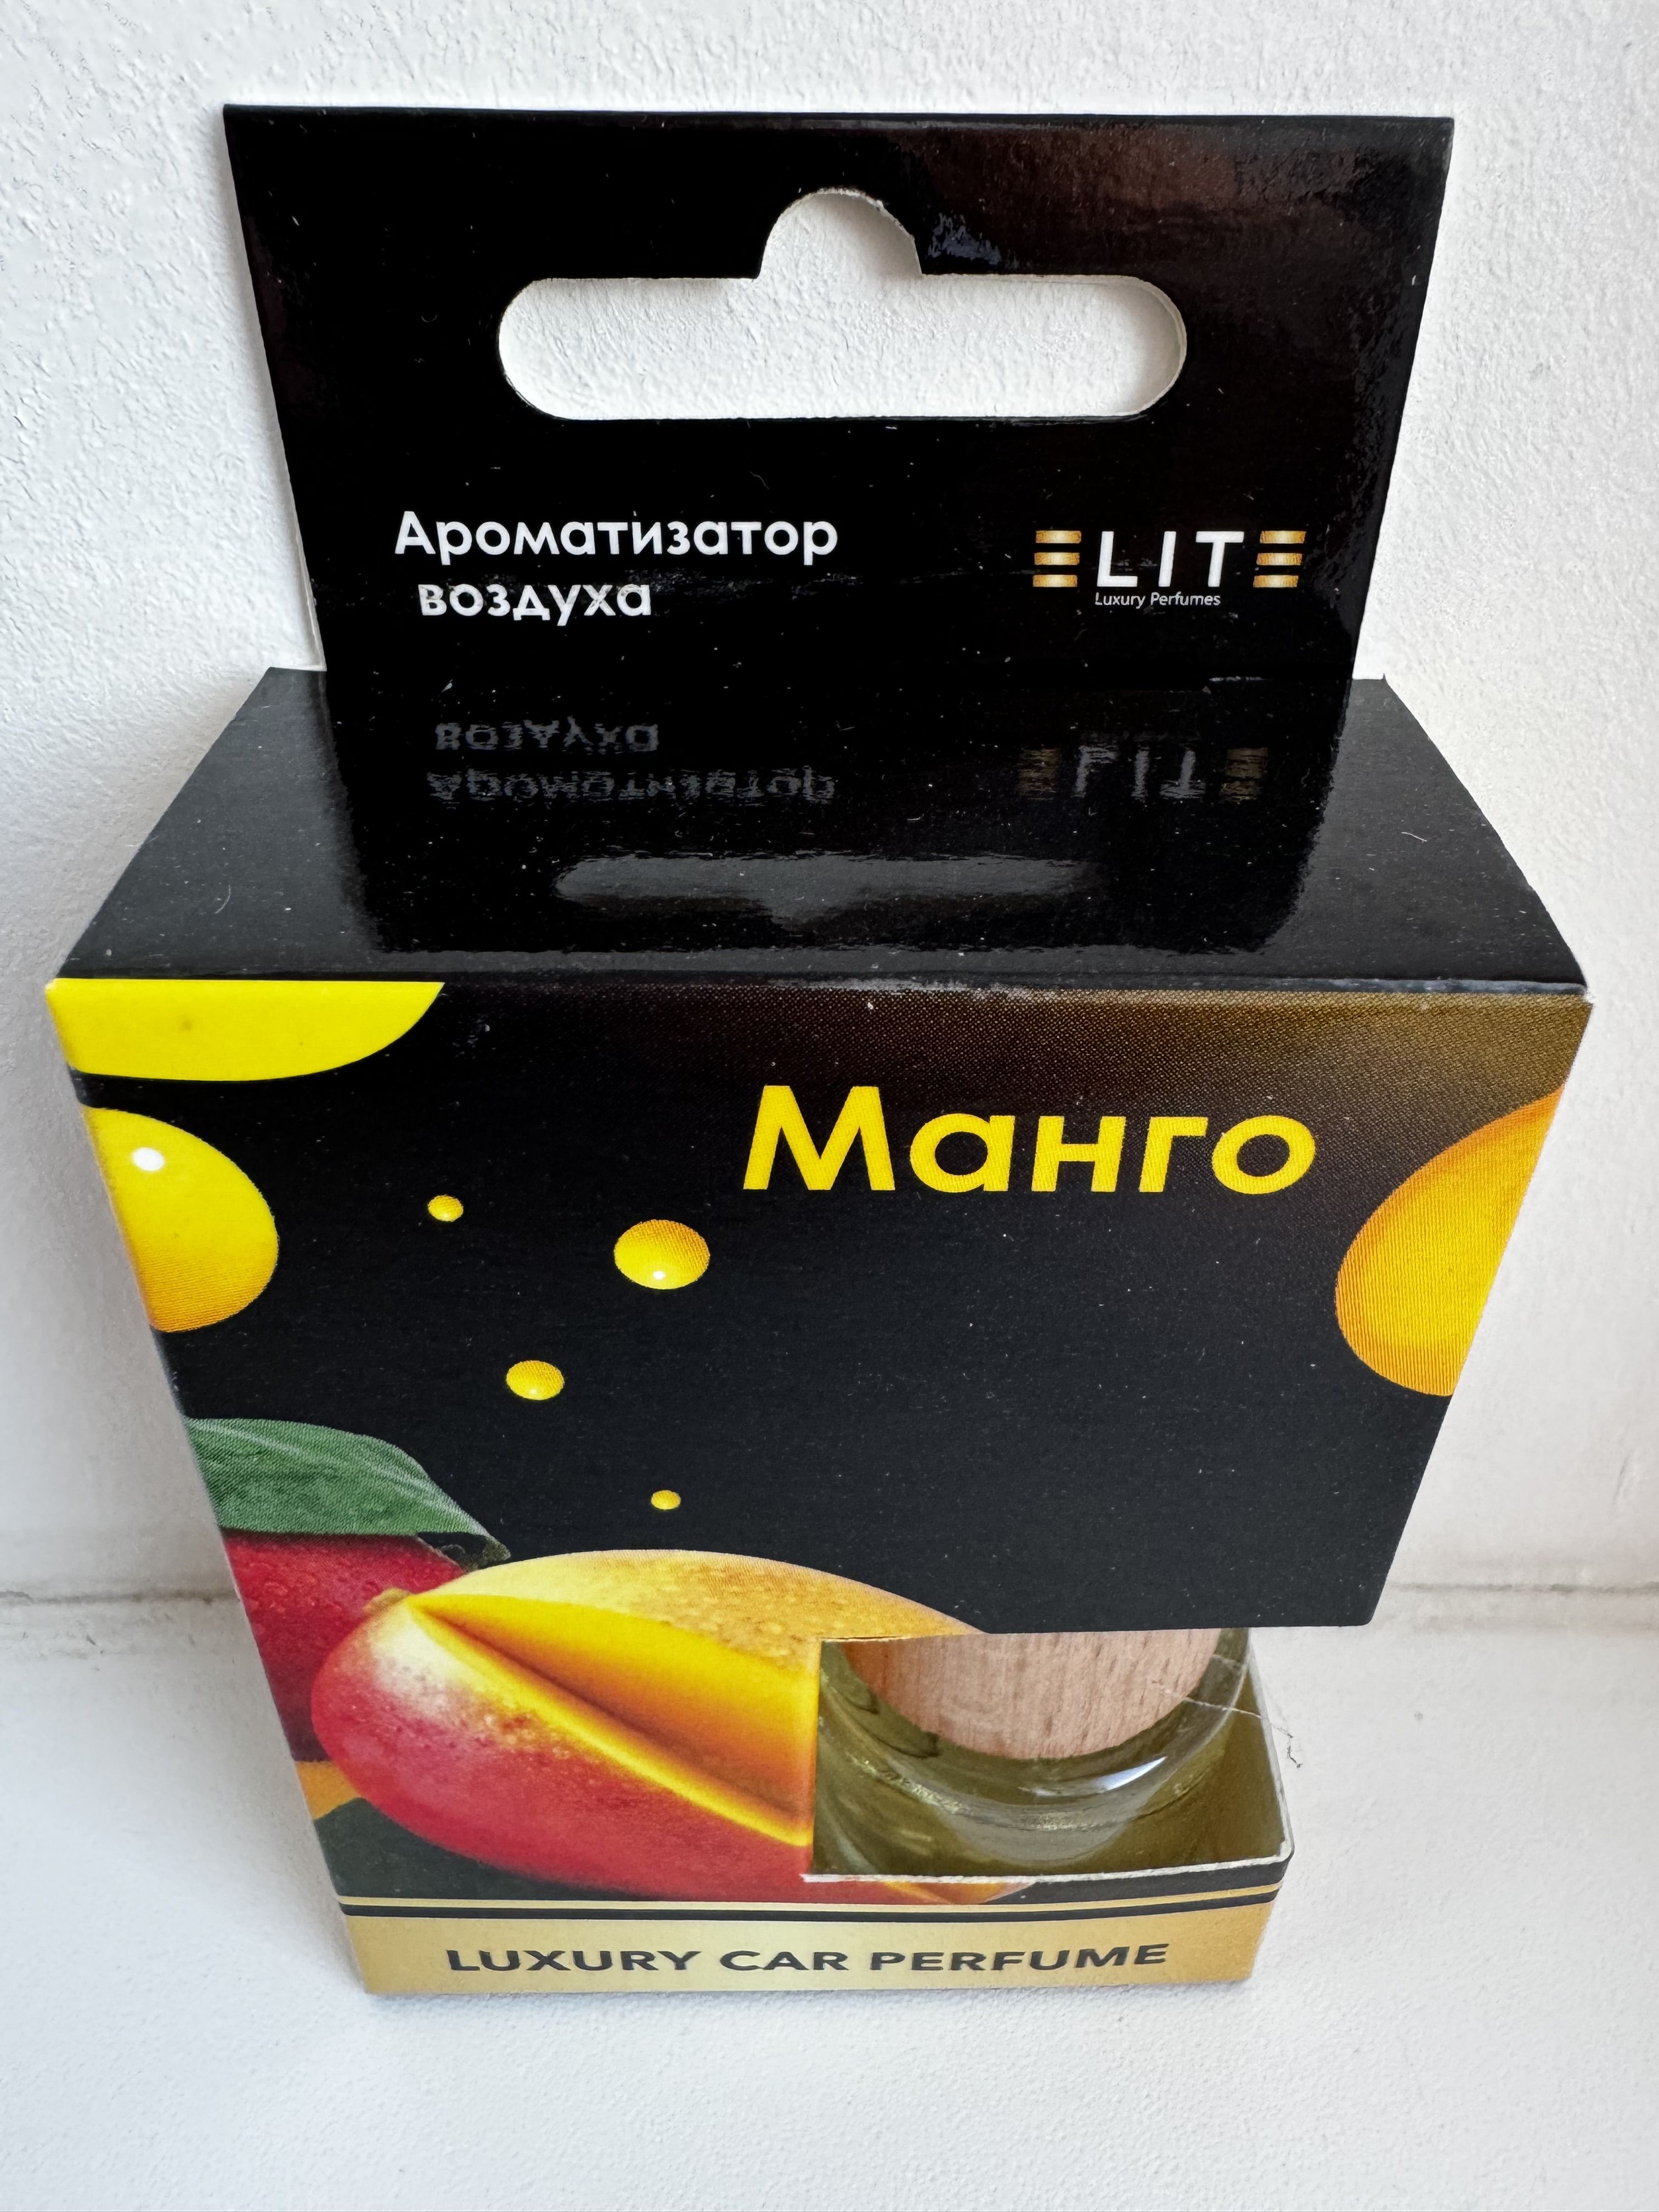 Ароматизатор
воздуха
ELITE
Luxury Perfumes
Манго
LUXURY CAR PERFUME